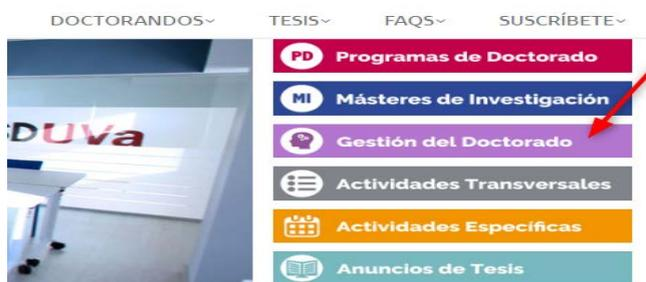 DOCTORANDOS TESIS FAQS SUSCRÍBETE
DUVa
PD Programas de Doctorado
MI Másteres de Investigación
Gestión del Doctorado
Actividades Transversales
Actividades Específicas
Anuncios de Tesis